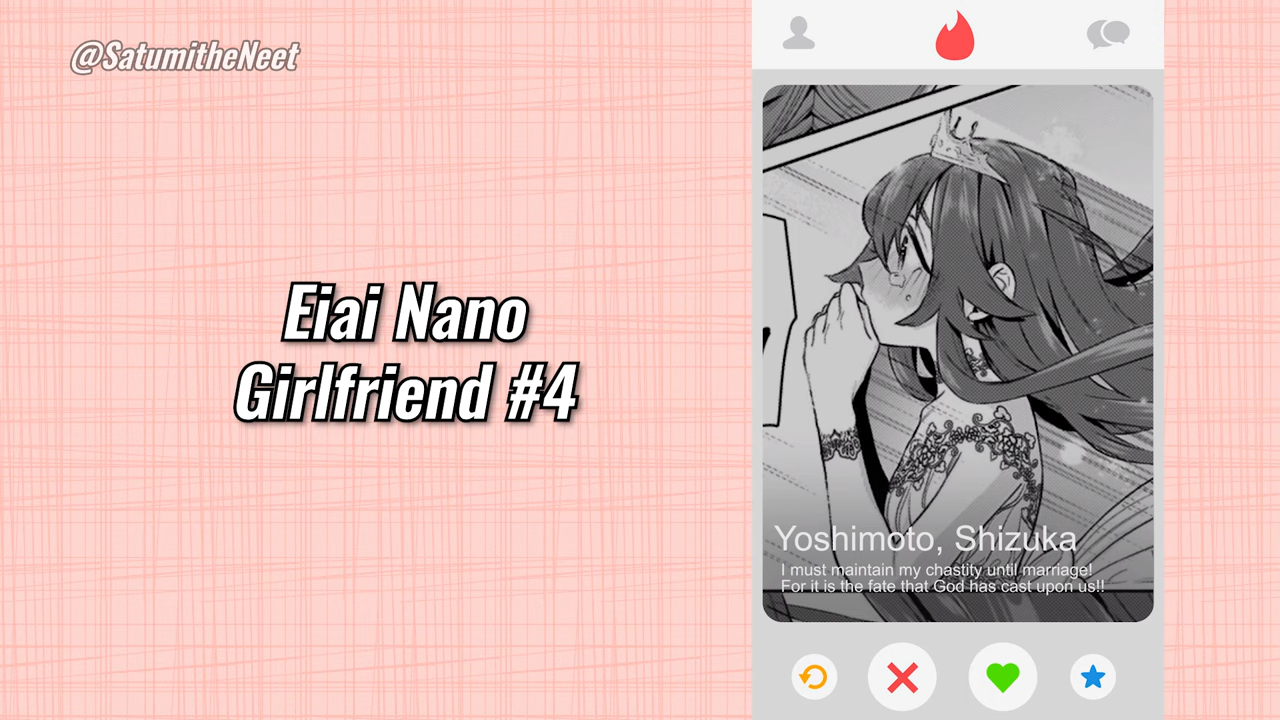 @SatumitheNeet
Eiai Nano
Girlfriend #4
Yoshimoto, Shizuka
I must maintain my chastity until marriage!
For it is the fate that God has cast upon us!!